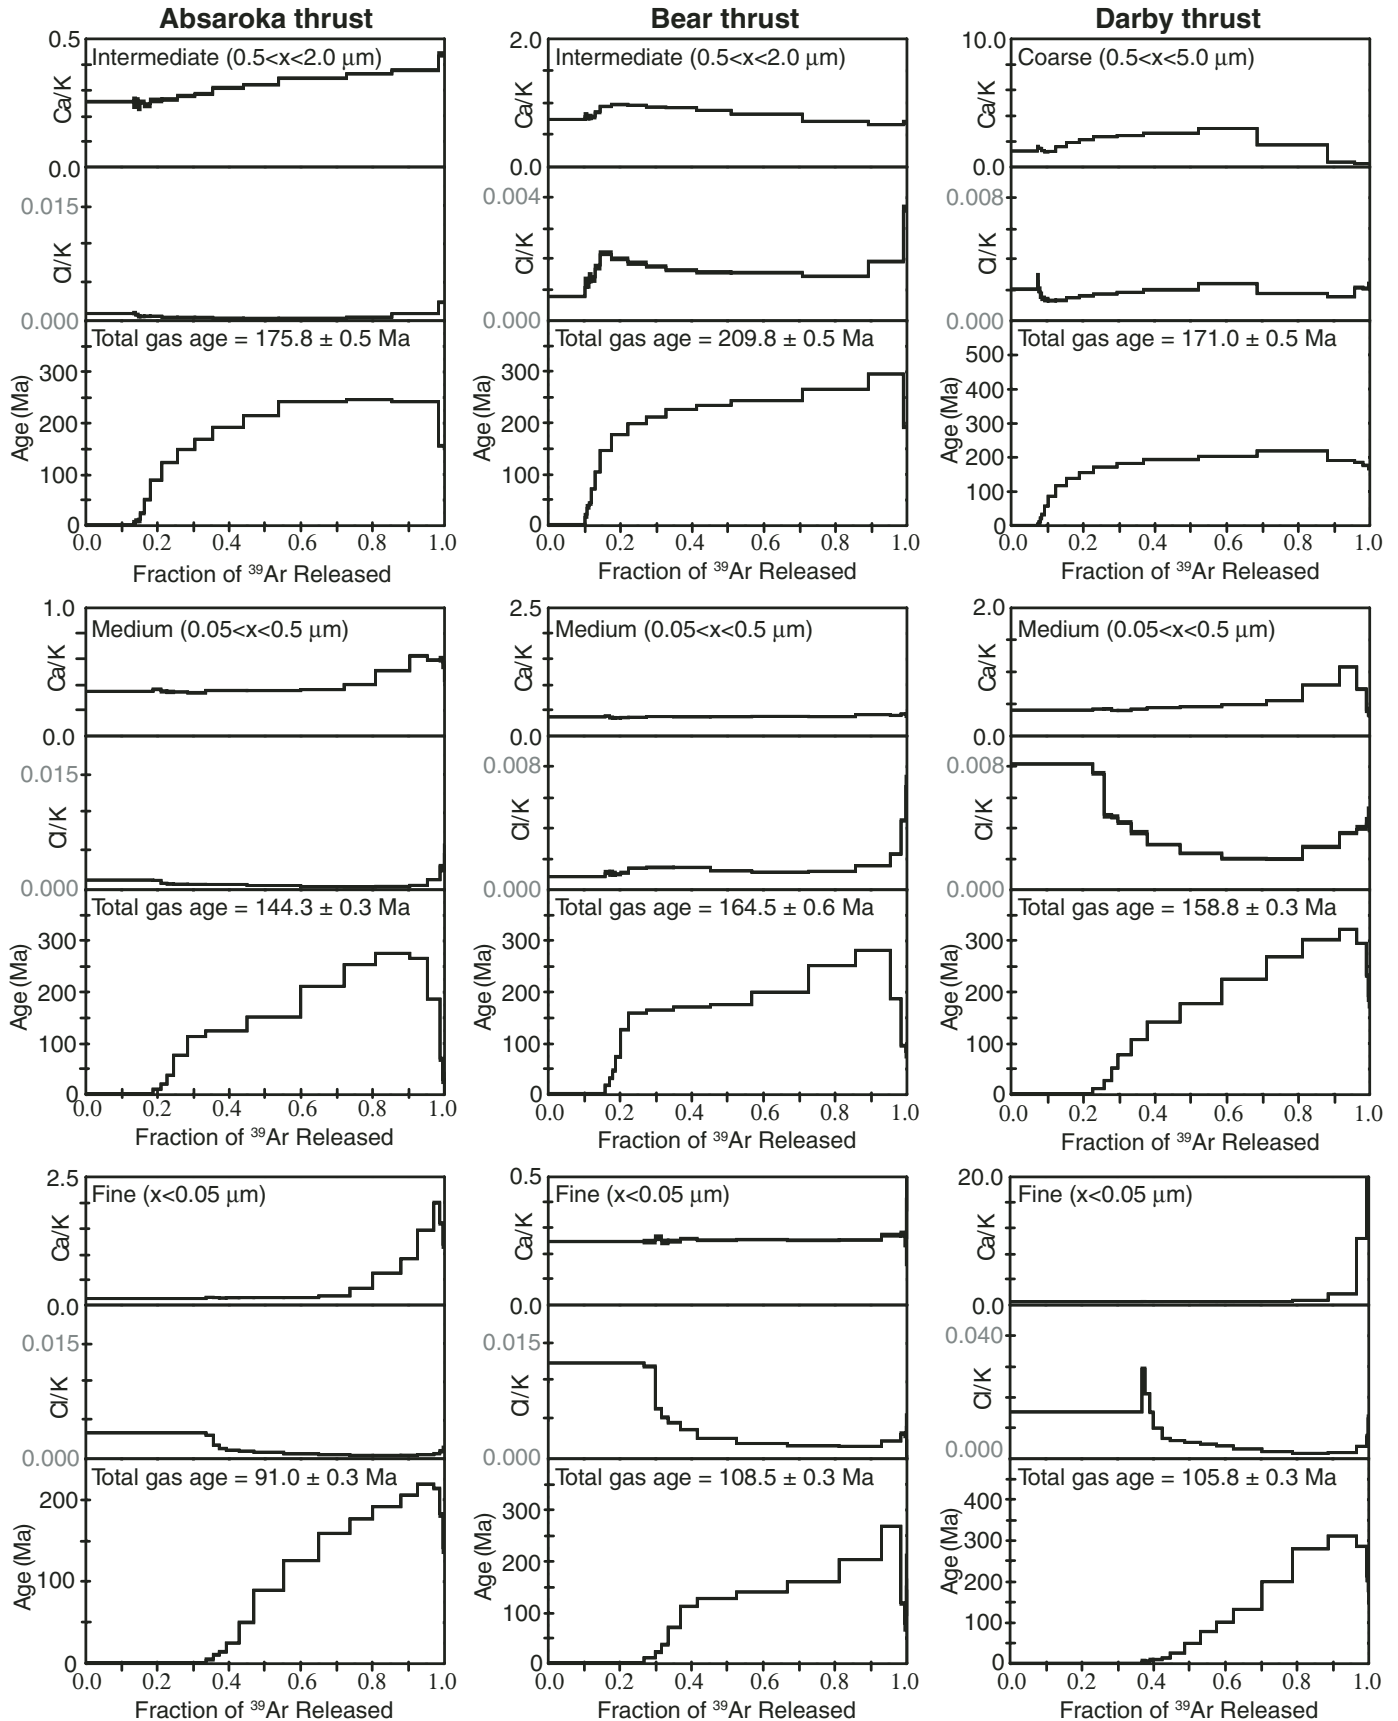 Absaroka thrust
Bear thrust
Darby thrust
0.5
Intermediate (0.5<x<2.0 μm)
Ca/K
0.0
0.015
Cl/K
0.000
Total gas age = 175.8 ± 0.5 Ma
300
200
100
0
Age (Ma)
0.0 0.2 0.4 0.6 0.8 1.0
Fraction of ³⁹Ar Released
2.0
Intermediate (0.5<x<2.0 μm)
Ca/K
0.0
0.004
Cl/K
0.000
Total gas age = 209.8 ± 0.5 Ma
300
200
100
0
Age (Ma)
0.0 0.2 0.4 0.6 0.8 1.0
Fraction of ³⁹Ar Released
10.0
Coarse (0.5<x<5.0 μm)
Ca/K
0.0
0.008
Cl/K
0.000
Total gas age = 171.0 ± 0.5 Ma
500
400
300
200
100
0
Age (Ma)
0.0 0.2 0.4 0.6 0.8 1.0
Fraction of ³⁹Ar Released
1.0
Medium (0.05<x<0.5 μm)
Ca/K
0.0
0.015
Cl/K
0.000
Total gas age = 144.3 ± 0.3 Ma
300
200
100
0
Age (Ma)
0.0 0.2 0.4 0.6 0.8 1.0
Fraction of ³⁹Ar Released
2.5
Medium (0.05<x<0.5 μm)
Ca/K
0.0
0.008
Cl/K
0.000
Total gas age = 164.5 ± 0.6 Ma
300
200
100
0
Age (Ma)
0.0 0.2 0.4 0.6 0.8 1.0
Fraction of ³⁹Ar Released
2.0
Medium (0.05<x<0.5 μm)
Ca/K
0.0
0.008
Cl/K
0.000
Total gas age = 158.8 ± 0.3 Ma
300
200
100
0
Age (Ma)
0.0 0.2 0.4 0.6 0.8 1.0
Fraction of ³⁹Ar Released
2.5
Fine (x<0.05 μm)
Ca/K
0.0
0.015
Cl/K
0.000
Total gas age = 91.0 ± 0.3 Ma
200
100
0
Age (Ma)
0.0 0.2 0.4 0.6 0.8 1.0
Fraction of ³⁹Ar Released
0.5
Fine (x<0.05 μm)
Ca/K
0.0
0.015
Cl/K
0.000
Total gas age = 108.5 ± 0.3 Ma
300
200
100
0
Age (Ma)
0.0 0.2 0.4 0.6 0.8 1.0
Fraction of ³⁹Ar Released
20.0
Fine (x<0.05 μm)
Ca/K
0.0
0.040
Cl/K
0.000
Total gas age = 105.8 ± 0.3 Ma
400
300
200
100
0
Age (Ma)
0.0 0.2 0.4 0.6 0.8 1.0
Fraction of ³⁹Ar Released